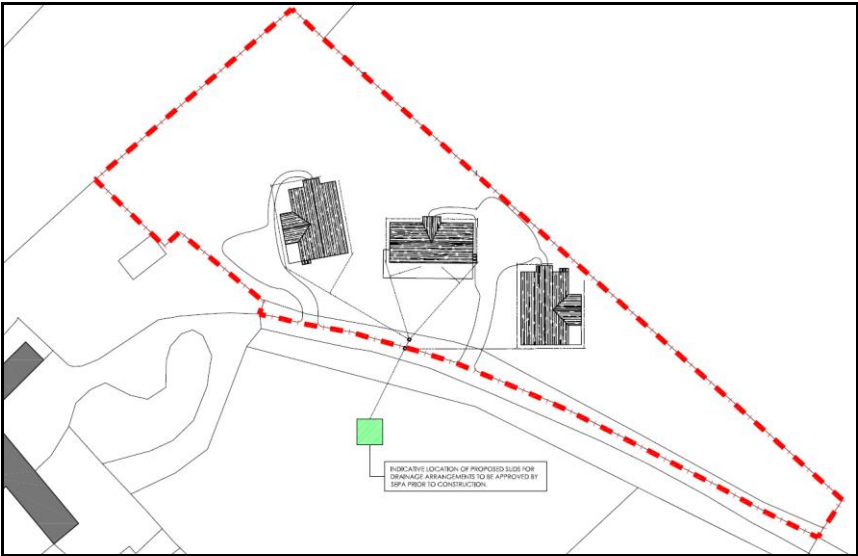 INDICATIVE LOCATION OF PROPOSED SUDS FOR
DRAINAGE ARRANGEMENTS TO BE APPROVED BY
SEPA PRIOR TO CONSTRUCTION.